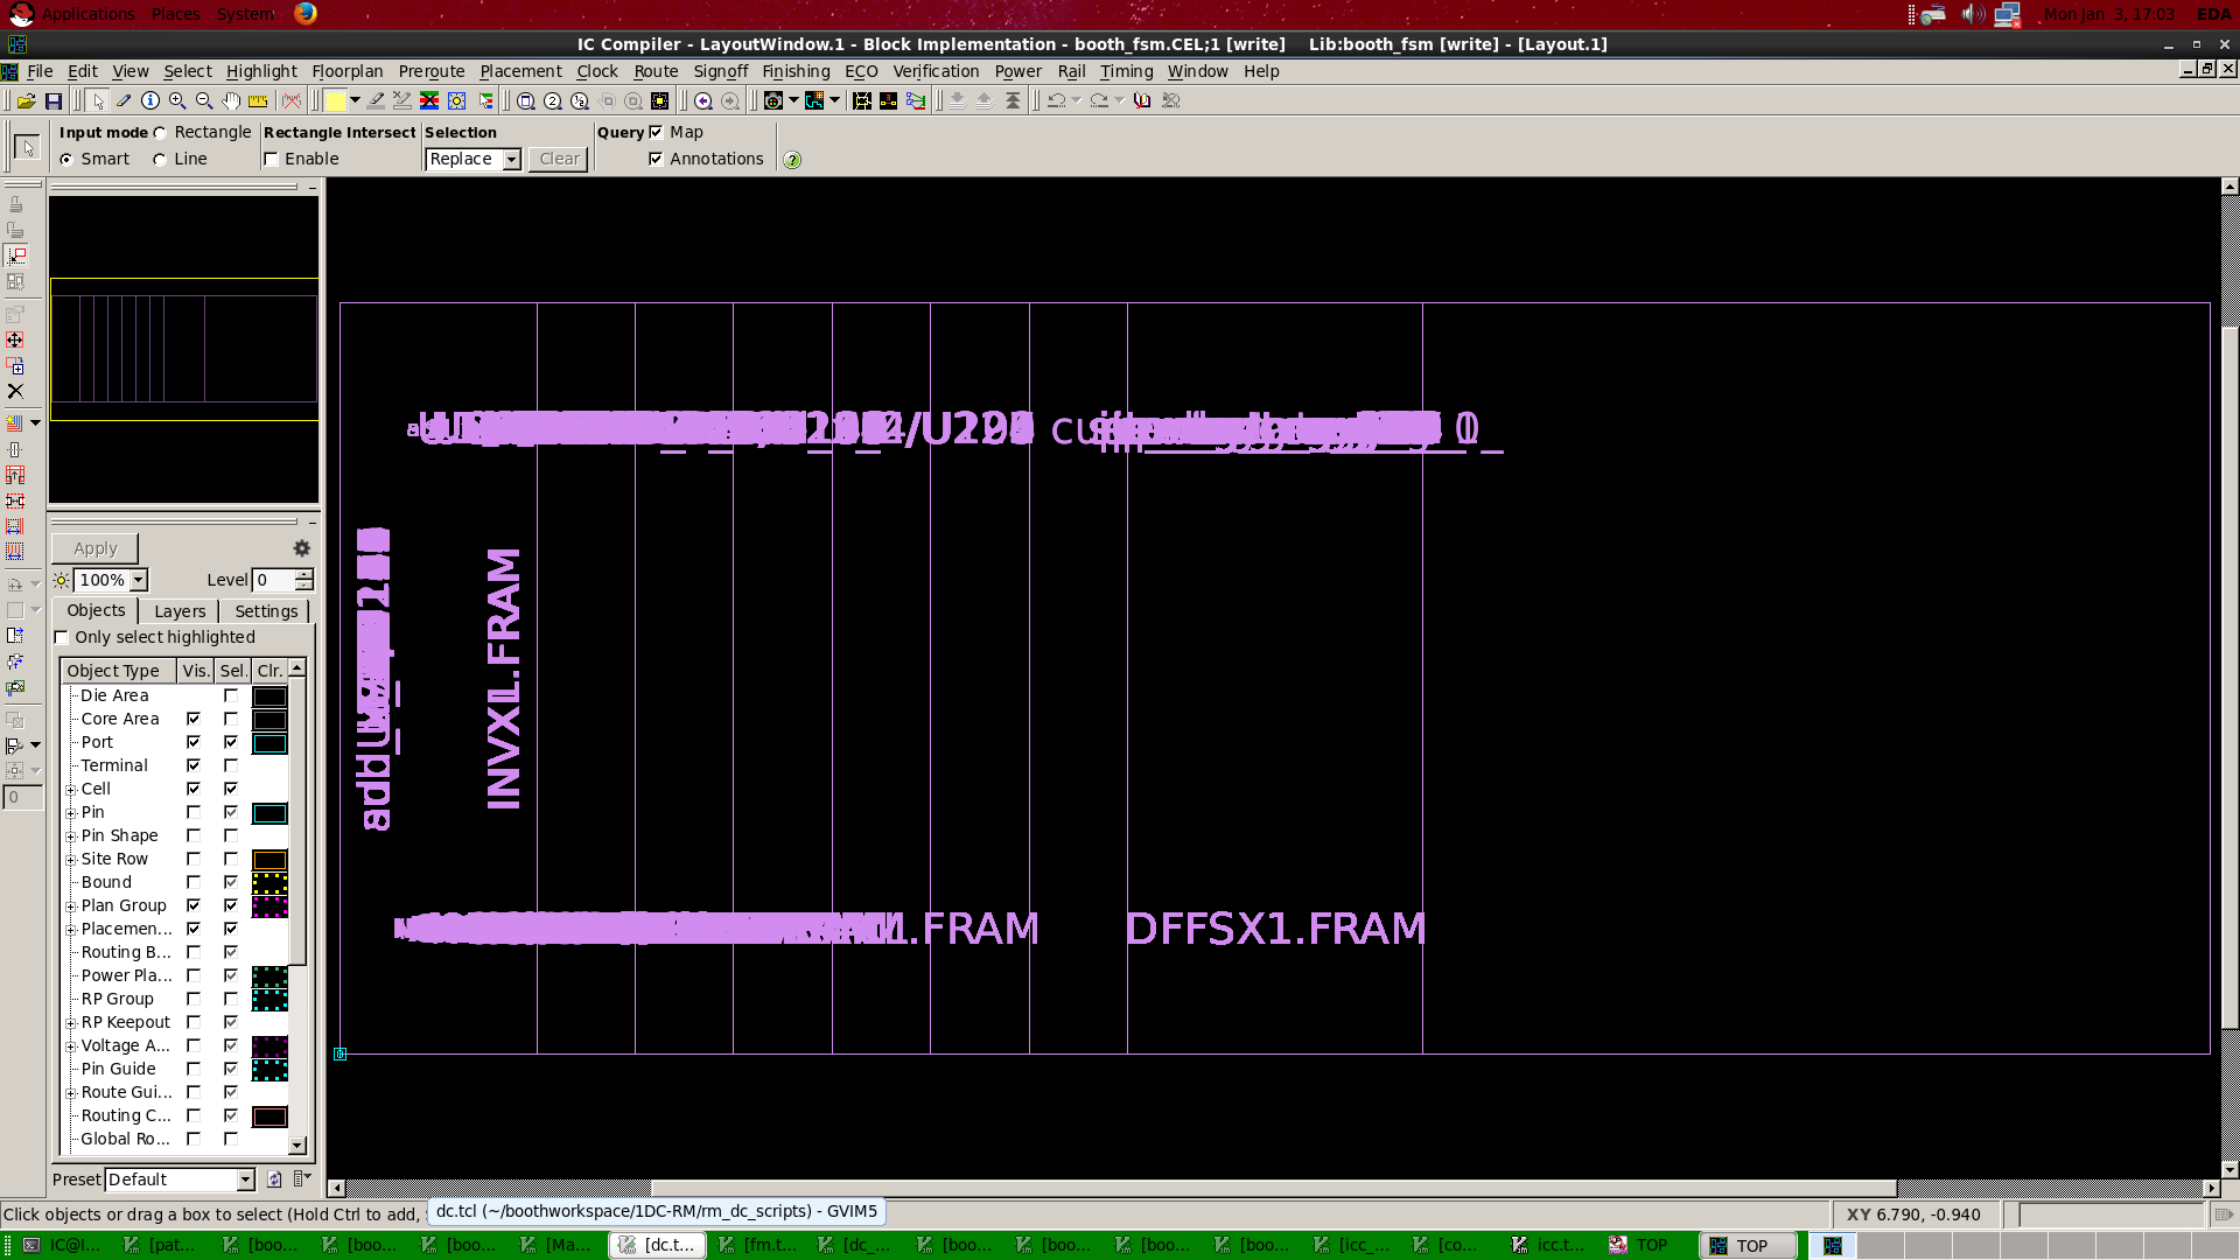 Applications Places System Mon Jan 3, 17:03 EDA
IC Compiler - LayoutWindow.1 - Block Implementation - booth_fsm.CEL;1 [write] Lib:booth_fsm [write] - [Layout.1]
File Edit View Select Highlight Floorplan Preroute Placement Clock Route Signoff Finishing ECO Verification Power Rail Timing Window Help
Input mode Rectangle Rectangle Intersect Selection Query Map
Smart Line Enable Replace Clear Annotations
Apply
100% Level 0
Objects Layers Settings
Only select highlighted
Object Type Vis. Sel. Clr.
Die Area
Core Area
Port
Terminal
Cell
Pin
Pin Shape
Site Row
Bound
Plan Group
Placemen...
Routing B...
Power Pla...
RP Group
RP Keepout
Voltage A...
Pin Guide
Route Gui...
Routing C...
Global Ro...
0
Preset Default
INVXL.FRAM
.FRAM DFFSX1.FRAM
Click objects or drag a box to select (Hold Ctrl to add,
dc.tcl (~/boothworkspace/1DC-RM/rm_dc_scripts) - GVIM5
XY 6.790, -0.940
IC@l... [pat... [boo... [boo... [boo... [Ma... [dc.t... [fm.t... [dc_... [boo... [boo... [boo... [boo... [icc_... [co... icc.t... TOP TOP